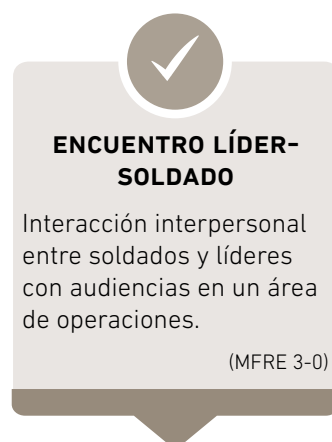 ENCUENTRO LÍDER-
SOLDADO
Interacción interpersonal
entre soldados y líderes
con audiencias en un área
de operaciones.
(MFRE 3-0)